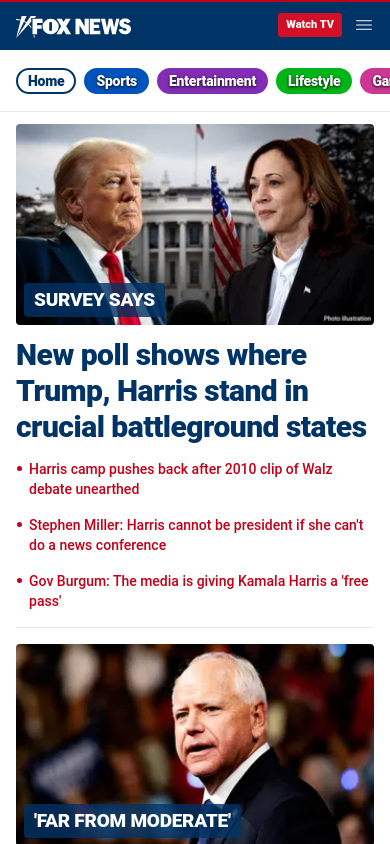 FOX NEWS
Watch TV
Home
Sports
Entertainment
Lifestyle
Ga
SURVEY SAYS
Photo illustration
New poll shows where
Trump, Harris stand in
crucial battleground states
• Harris camp pushes back after 2010 clip of Walz
debate unearthed
• Stephen Miller: Harris cannot be president if she can't
do a news conference
• Gov Burgum: The media is giving Kamala Harris a 'free
pass'
'FAR FROM MODERATE'